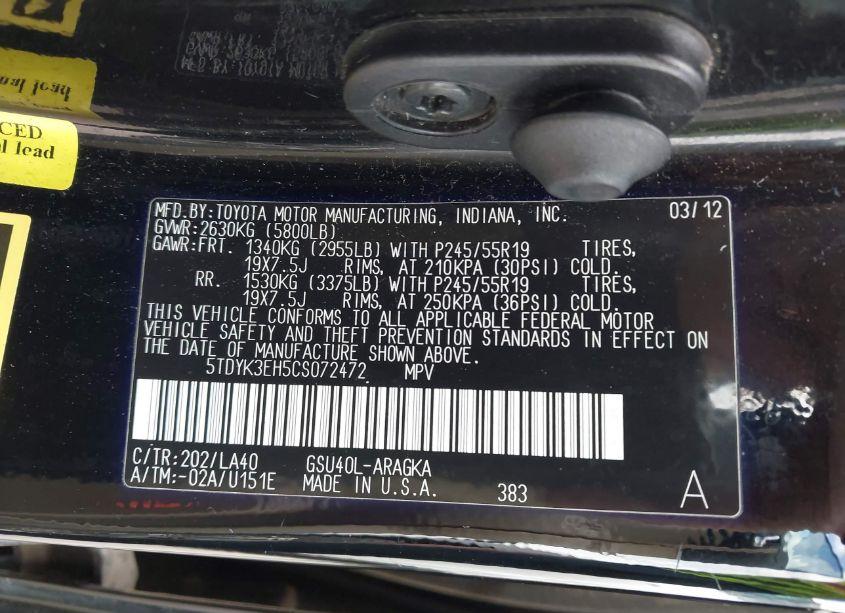 nal lead
CED
l lead
MFD.BY:TOYOTA MOTOR MANUFACTURING, INDIANA, INC. 03/12
GVWR:2630KG (5800LB)
GAWR:FRT. 1340KG (2955LB) WITH P245/55R19 TIRES,
19X7.5J RIMS, AT 210KPA (30PSI) COLD.
RR. 1530KG (3375LB) WITH P245/55R19 TIRES,
19X7.5J RIMS, AT 250KPA (36PSI) COLD.
THIS VEHICLE CONFORMS TO ALL APPLICABLE FEDERAL MOTOR
VEHICLE SAFETY AND THEFT PREVENTION STANDARDS IN EFFECT ON
THE DATE OF MANUFACTURE SHOWN ABOVE.
5TDYK3EH5CS072472 MPV
C/TR:202/LA40 GSU40L-ARAGKA
A/TM:-02A/U151E MADE IN U.S.A. 383 A